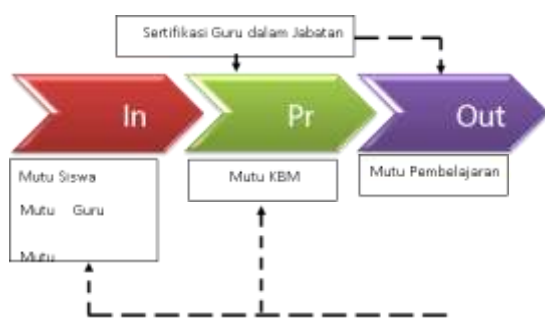 Sertifikasi Guru dalam Jabatan
In
Pr
Out
Mutu Siswa
Mutu Guru
Mutu
Mutu KBM
Mutu Pembelajaran